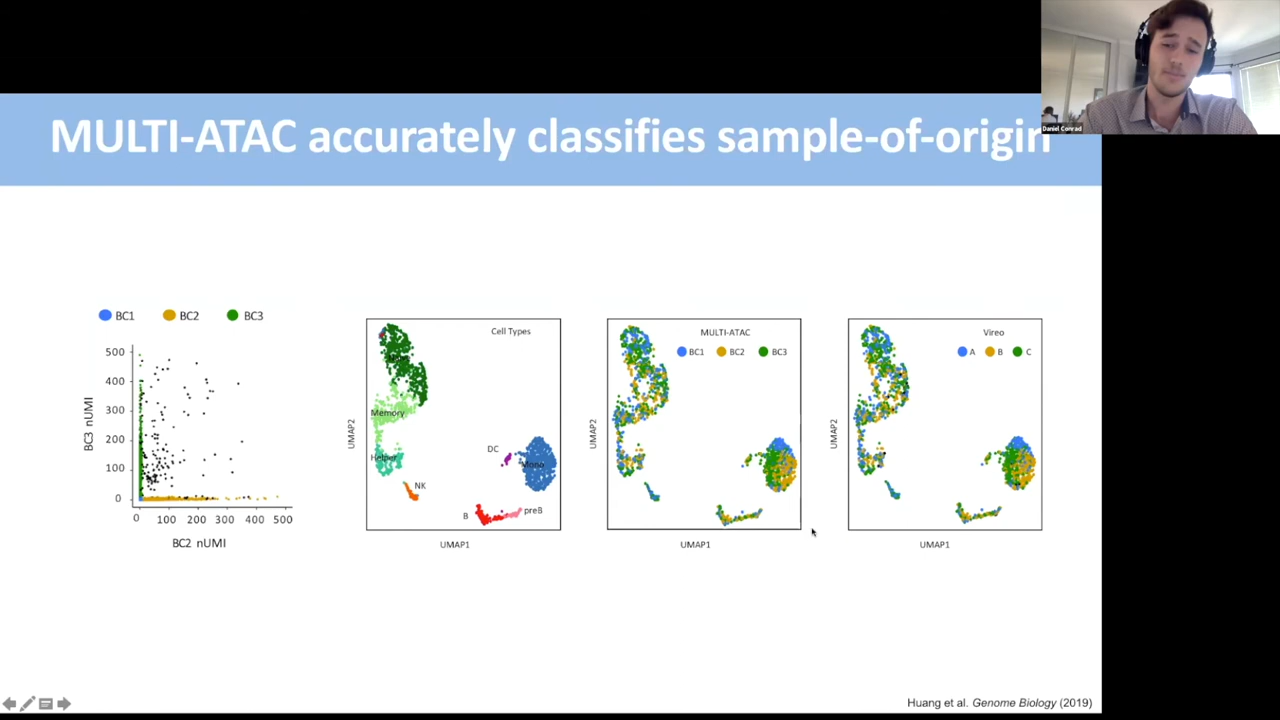 Daniel Conrad
MULTI-ATAC accurately classifies sample-of-origin
BC1 BC2 BC3
500
400
300
200
100
0
BC3 nUMI
0 100 200 300 400 500
BC2 nUMI
Cell Types
Memory
Helper
DC
Mono
NK
B
preB
UMAP2
UMAP1
MULTI-ATAC
BC1 BC2 BC3
UMAP2
UMAP1
Vireo
A B C
UMAP2
UMAP1
Huang et al. Genome Biology (2019)